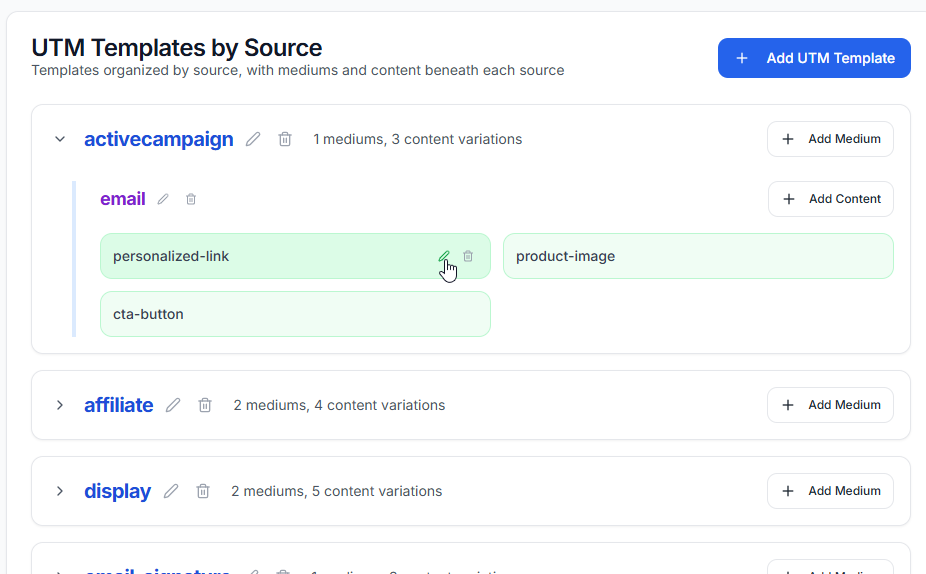 UTM Templates by Source
Templates organized by source, with mediums and content beneath each source
Add UTM Template
activecampaign 1 mediums, 3 content variations Add Medium
email Add Content
personalized-link product-image
cta-button
affiliate 2 mediums, 4 content variations Add Medium
display 2 mediums, 5 content variations Add Medium